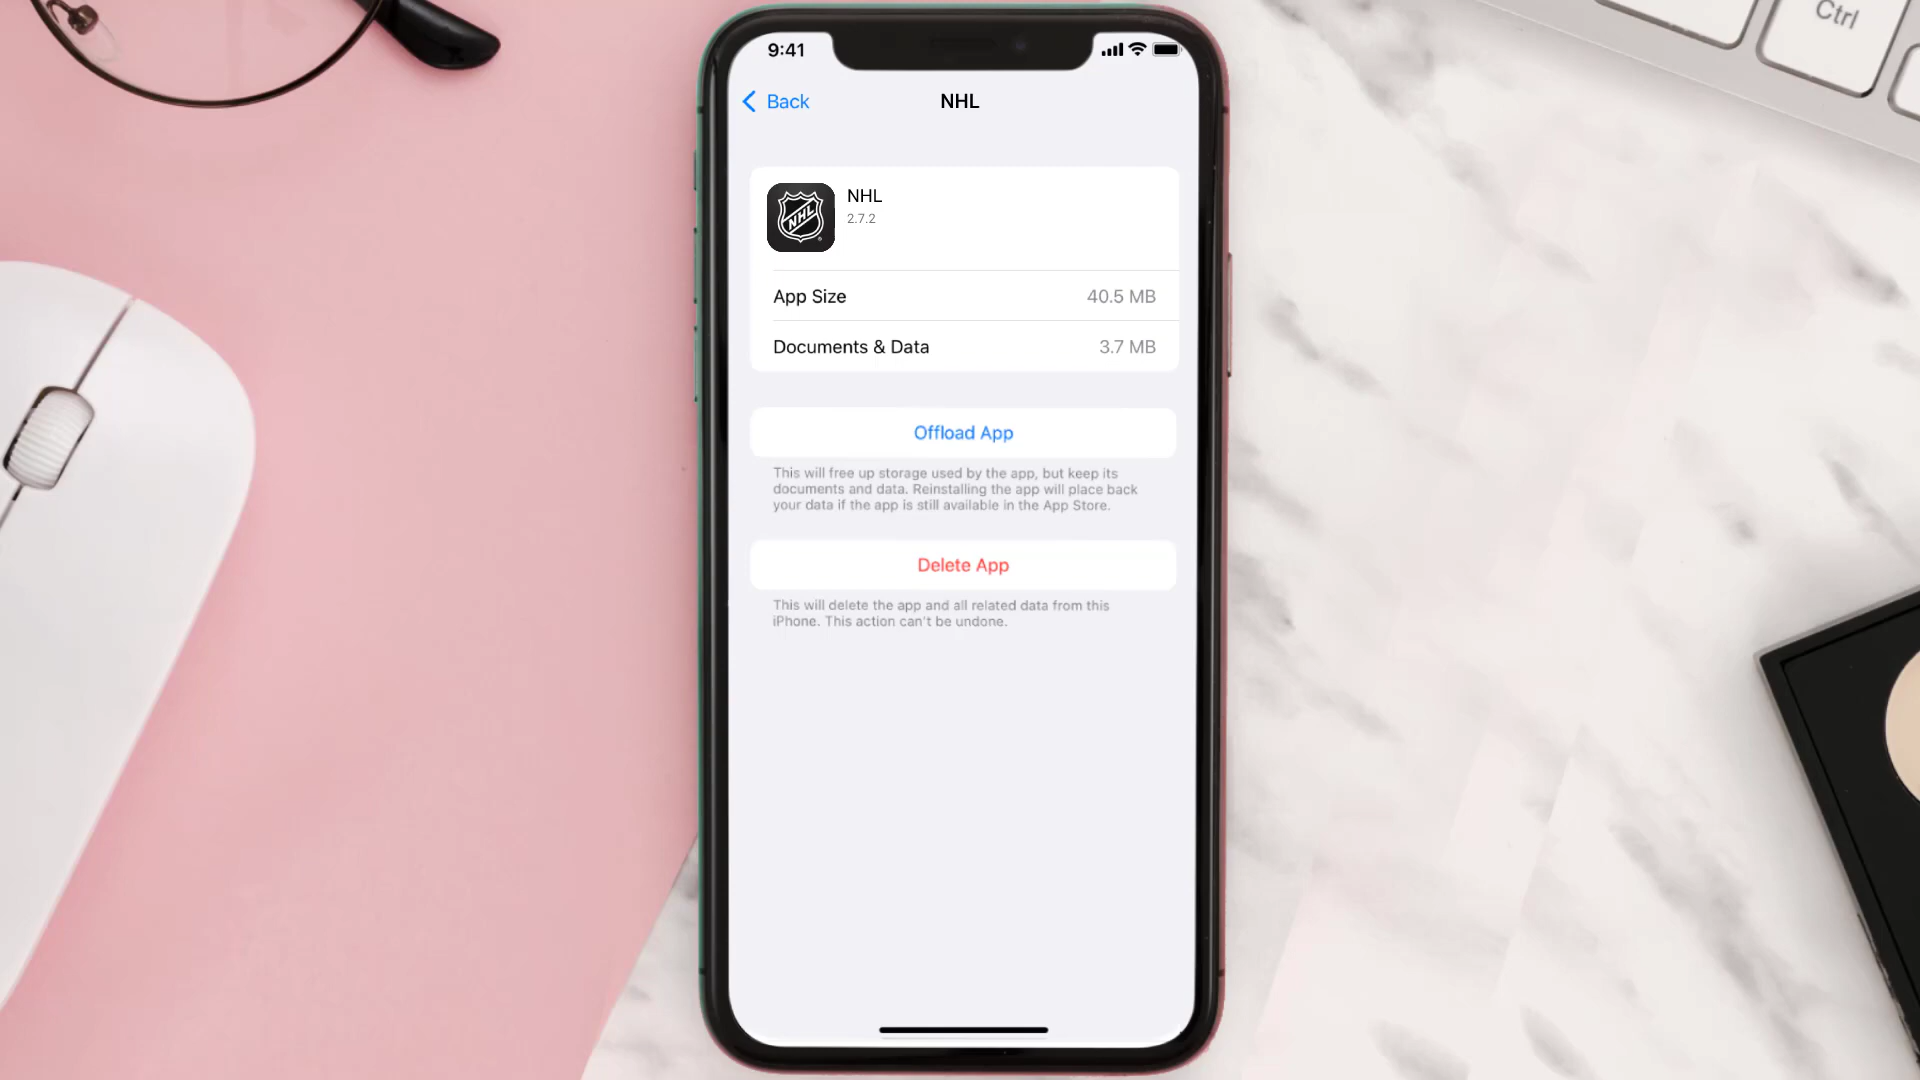 Ctrl
9:41
Back
NHL
NHL
NHL
2.7.2
App Size
40.5 MB
Documents & Data
3.7 MB
Offload App
This will free up storage used by the app, but keep its
documents and data. Reinstalling the app will place back
your data if the app is still available in the App Store.
Delete App
This will delete the app and all related data from this
iPhone. This action can't be undone.